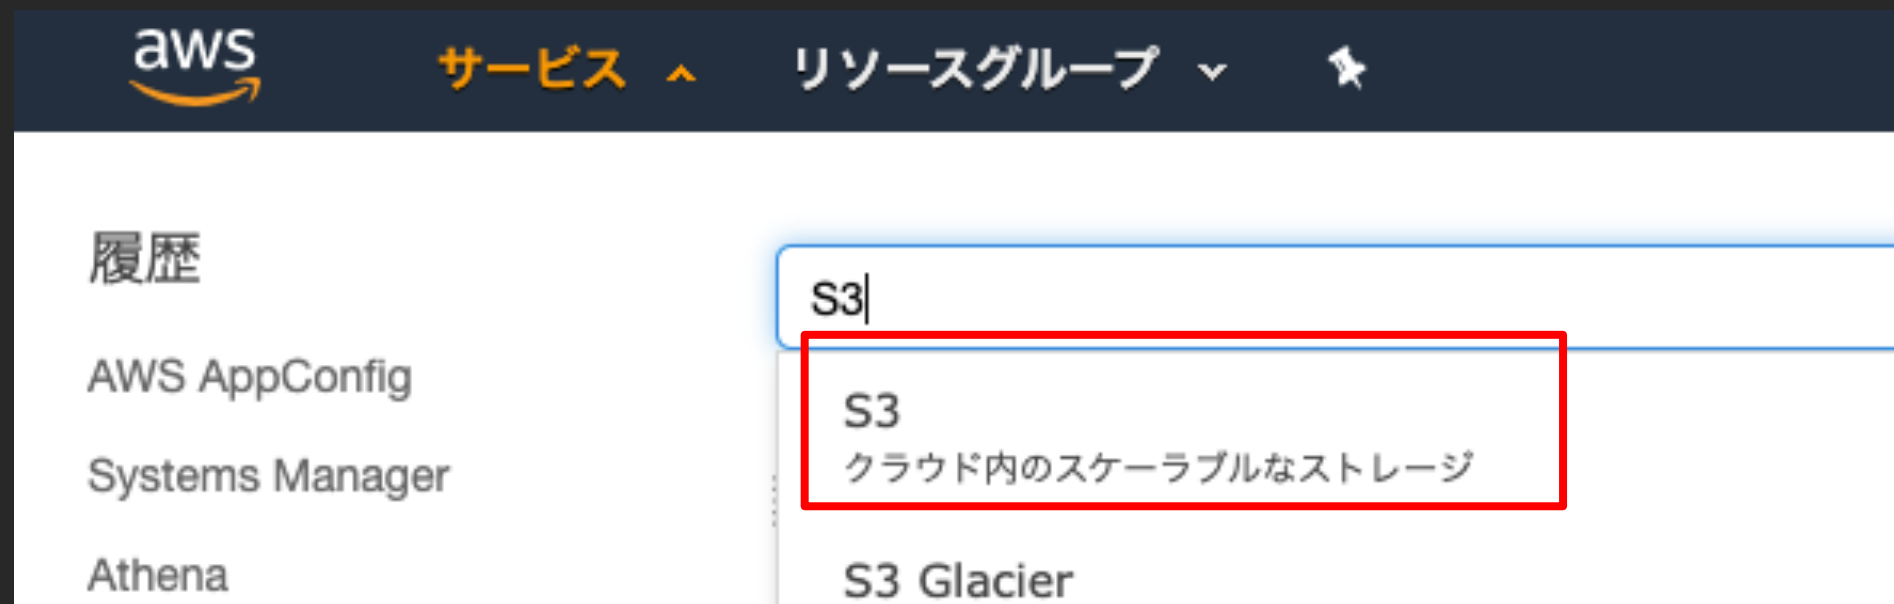 aws
サービス
リソースグループ
履歴
S3
AWS AppConfig
S3
クラウド内のスケーラブルなストレージ
Systems Manager
Athena
S3 Glacier